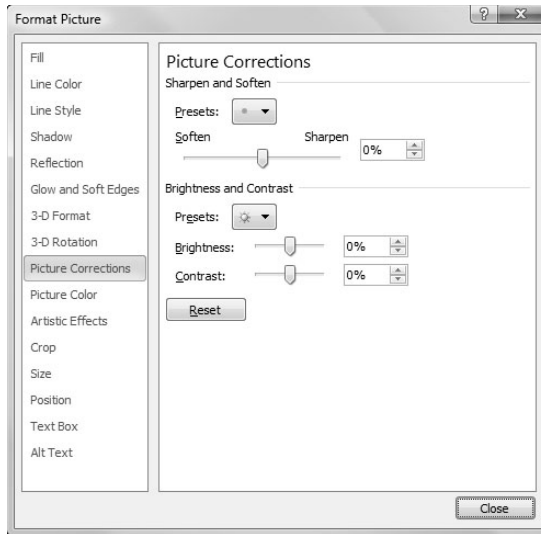 Format Picture
Fill
Line Color
Line Style
Shadow
Reflection
Glow and Soft Edges
3-D Format
3-D Rotation
Picture Corrections
Picture Color
Artistic Effects
Crop
Size
Position
Text Box
Alt Text
Picture Corrections
Sharpen and Soften
Presets:
Soften Sharpen
0%
Brightness and Contrast
Presets:
Brightness: 0%
Contrast: 0%
Reset
Close